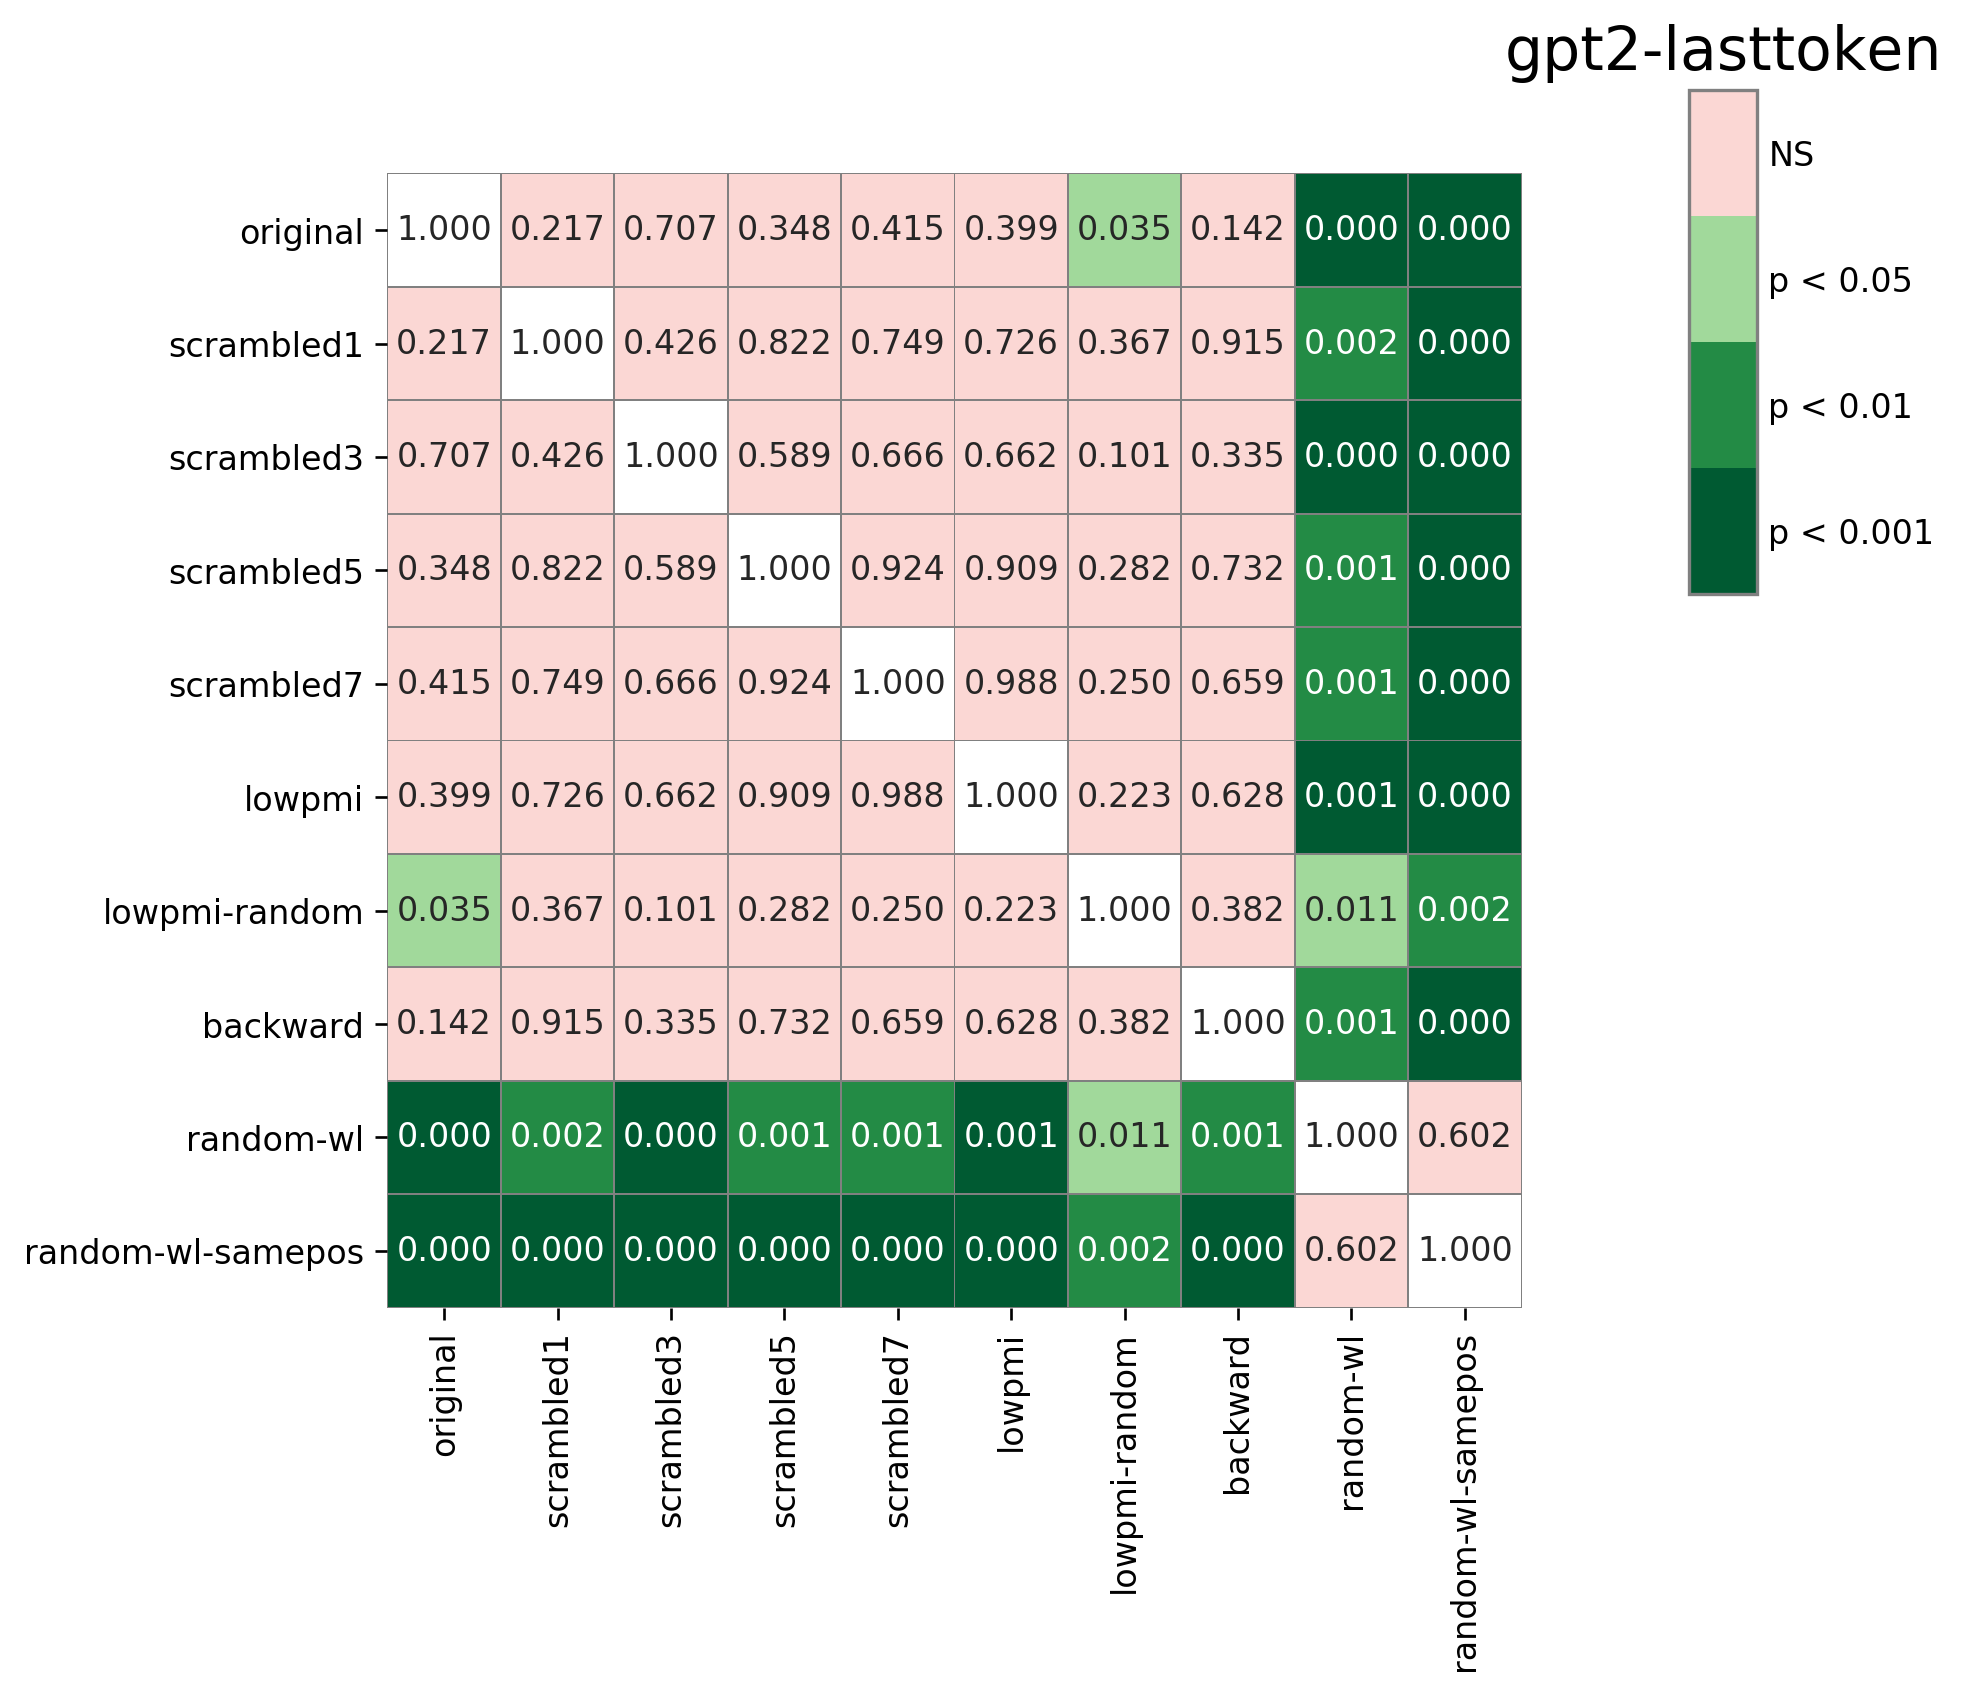 gpt2-lasttoken
NS
p < 0.05
p < 0.01
p < 0.001
original 1.000 0.217 0.707 0.348 0.415 0.399 0.035 0.142 0.000 0.000
scrambled1 0.217 1.000 0.426 0.822 0.749 0.726 0.367 0.915 0.002 0.000
scrambled3 0.707 0.426 1.000 0.589 0.666 0.662 0.101 0.335 0.000 0.000
scrambled5 0.348 0.822 0.589 1.000 0.924 0.909 0.282 0.732 0.001 0.000
scrambled7 0.415 0.749 0.666 0.924 1.000 0.988 0.250 0.659 0.001 0.000
lowpmi 0.399 0.726 0.662 0.909 0.988 1.000 0.223 0.628 0.001 0.000
lowpmi-random 0.035 0.367 0.101 0.282 0.250 0.223 1.000 0.382 0.011 0.002
backward 0.142 0.915 0.335 0.732 0.659 0.628 0.382 1.000 0.001 0.000
random-wl 0.000 0.002 0.000 0.001 0.001 0.001 0.011 0.001 1.000 0.602
random-wl-samepos 0.000 0.000 0.000 0.000 0.000 0.000 0.002 0.000 0.602 1.000
original
scrambled1
scrambled3
scrambled5
scrambled7
lowpmi
lowpmi-random
backward
random-wl
random-wl-samepos